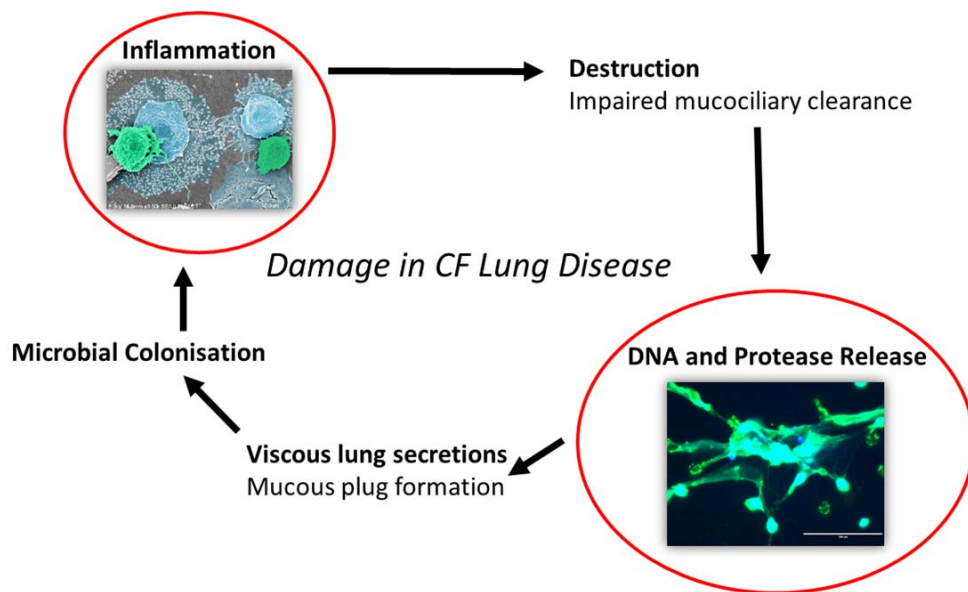 Inflammation
Destruction
Impaired mucociliary clearance
Damage in CF Lung Disease
Microbial Colonisation
DNA and Protease Release
Viscous lung secretions
Mucous plug formation